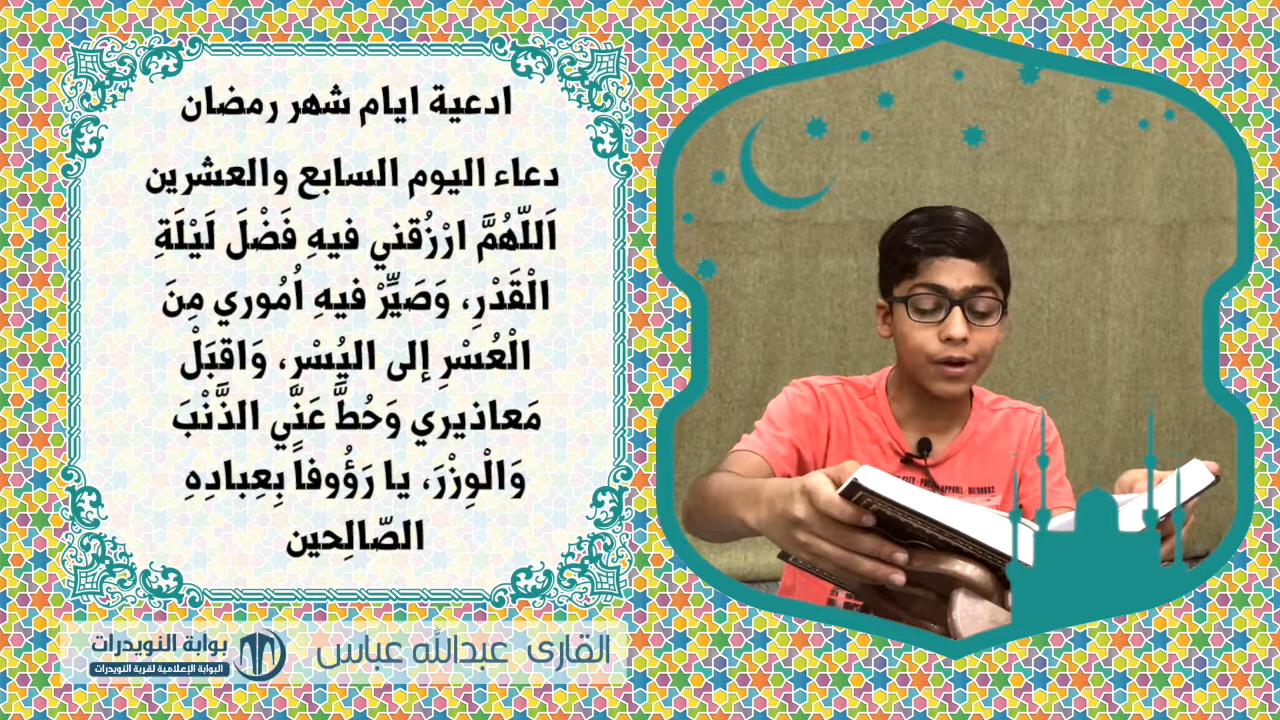 ادعية ايام شهر رمضان
دعاء اليوم السابع والعشرين
اَللّهُمَّ ارْزُقني فيهِ فَضْلَ لَيْلَةِ
الْقَدْرِ، وَصَيِّرْ فيهِ اُمُوري مِنَ
الْعُسْرِ إلى اليُسْرِ، وَاقبَلْ
مَعاذيري وَحُطَّ عَنَّي الذَّنْبَ
وَالْوِزْرَ، يا رَؤُوفاً بِعِبادِهِ
الصّالِحين
القارئ عبدالله عباس
بوابة النويدرات
البوابة الإعلامية لقرية النويدرات